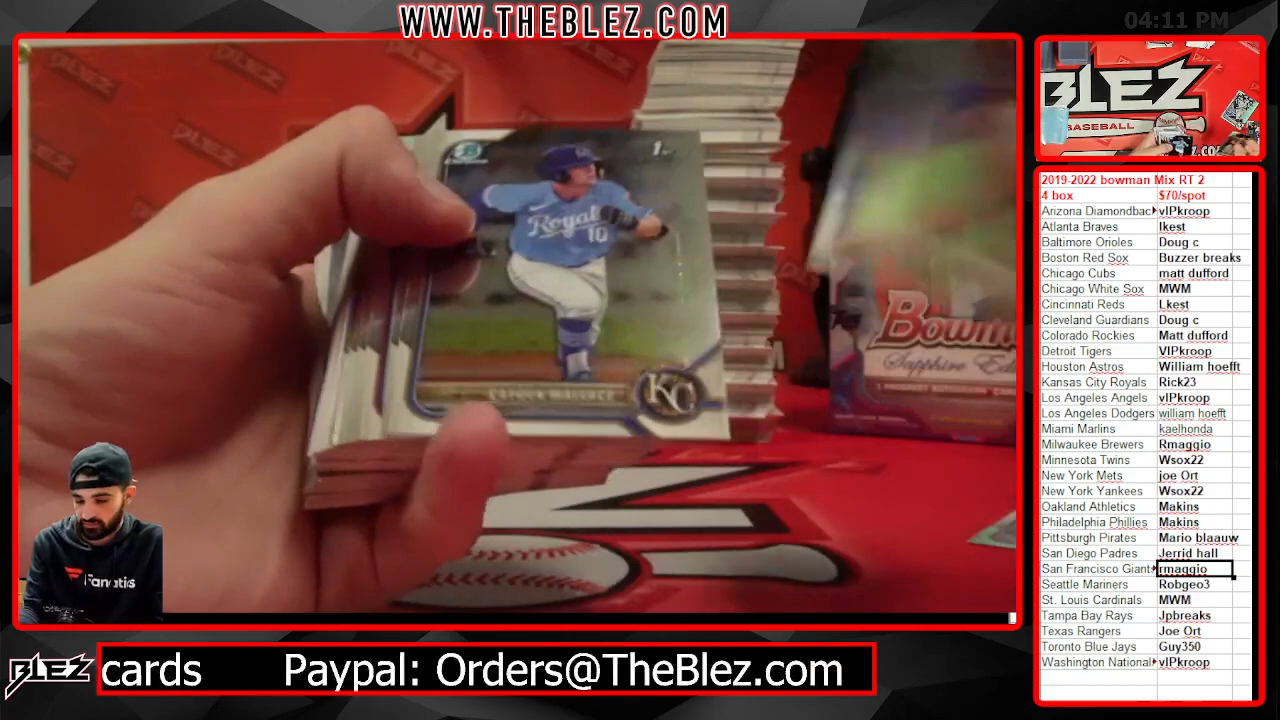 WWW.THEBLEZ.COM
04:11 PM
1st
Royals
10
KC
Bowm
Sapphire Edi
BLEZ
BASEBALL
Fanatics
2019-2022 bowman Mix RT 2
4 box $70/spot
Arizona Diamondbac vIPkroop
Atlanta Braves lkest
Baltimore Orioles Doug c
Boston Red Sox Buzzer breaks
Chicago Cubs matt dufford
Chicago White Sox MWM
Cincinnati Reds Lkest
Cleveland Guardians Doug c
Colorado Rockies Matt dufford
Detroit Tigers VIPkroop
Houston Astros William hoefft
Kansas City Royals Rick23
Los Angeles Angels vIPkroop
Los Angeles Dodgers william hoefft
Miami Marlins kaelhonda
Milwaukee Brewers Rmaggio
Minnesota Twins Wsox22
New York Mets joe Ort
New York Yankees Wsox22
Oakland Athletics Makins
Philadelphia Phillies Makins
Pittsburgh Pirates Mario blaauw
San Diego Padres Jerrid hall
San Francisco Giants rmaggio
Seattle Mariners Robgeo3
St. Louis Cardinals MWM
Tampa Bay Rays Jpbreaks
Texas Rangers Joe Ort
Toronto Blue Jays Guy350
Washington National vIPkroop
BLEZ
cards Paypal: Orders@TheBlez.com